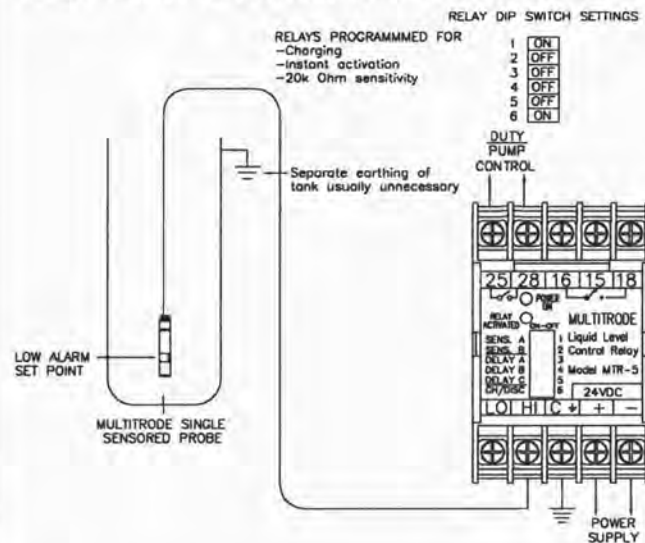 RELAY DIP SWITCH SETTINGS
1 ON
2 OFF
3 OFF
4 OFF
5 OFF
6 ON
RELAYS PROGRAMMMED FOR
-Charging
-Instant activation
-20k Ohm sensitivity
DUTY
PUMP
CONTROL
Separate earthing of
tank usually unnecessary
25 28 16 15 18
POWER
ON
RELAY
ACTIVATED
ON-OFF
MULTITRODE
Liquid Level
Control Relay
Model MTR-5
SENS. A 1
SENS. B 2
DELAY A 3
DELAY B 4
DELAY C 5
CH/DISC 6
24VDC
LO HI C + -
LOW ALARM
SET POINT
MULTITRODE SINGLE
SENSORED PROBE
POWER
SUPPLY